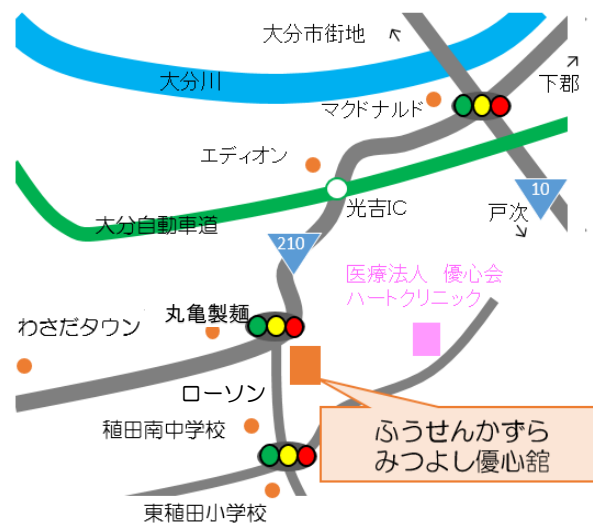 大分市街地
大分川
下郡
マクドナルド
エディオン
10
光吉IC
戸次
大分自動車道
210
医療法人　優心会
ハートクリニック
丸亀製麺
わさだタウン
ローソン
稙田南中学校
ふうせんかずら
みつよし優心舘
東稙田小学校